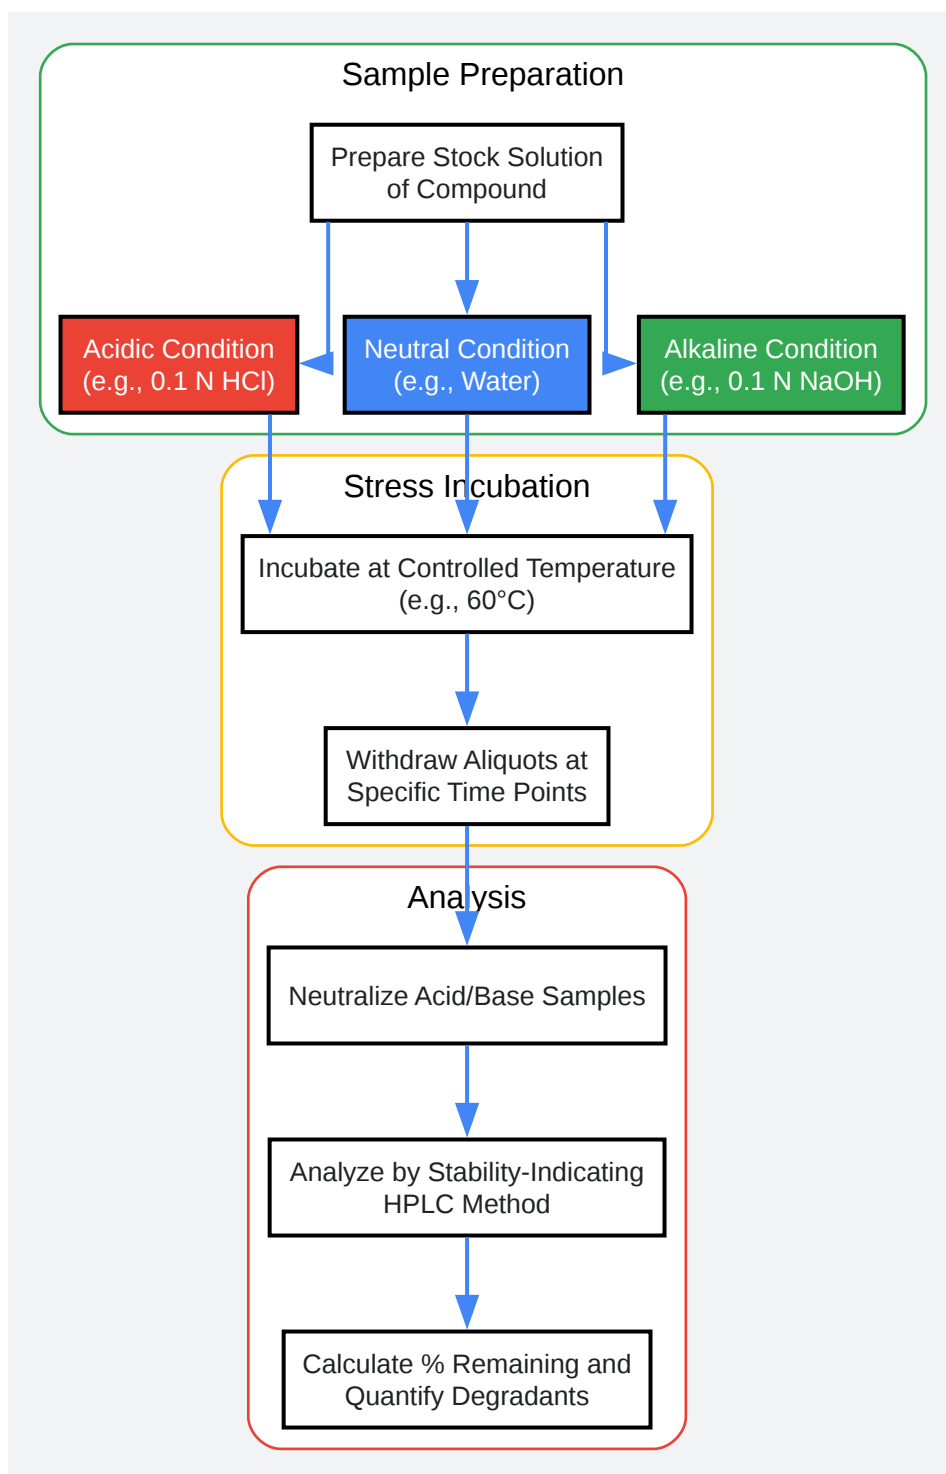 Sample Preparation
Prepare Stock Solution
of Compound
Acidic Condition
(e.g., 0.1 N HCl)
Neutral Condition
(e.g., Water)
Alkaline Condition
(e.g., 0.1 N NaOH)
Stress Incubation
Incubate at Controlled Temperature
(e.g., 60°C)
Withdraw Aliquots at
Specific Time Points
Analysis
Neutralize Acid/Base Samples
Analyze by Stability-Indicating
HPLC Method
Calculate % Remaining and
Quantify Degradants